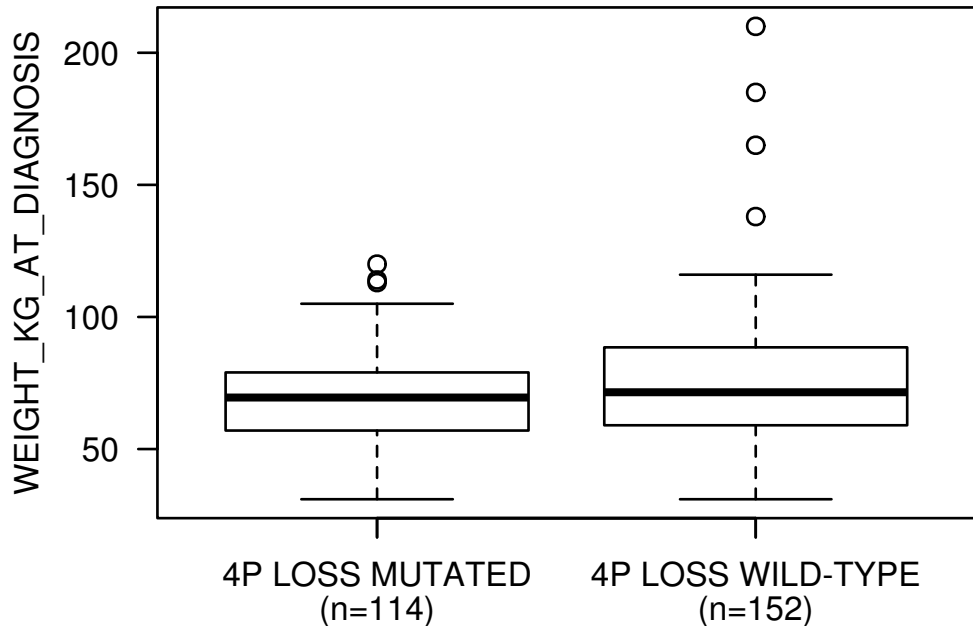 WEIGHT_KG_AT_DIAGNOSIS
200
150
100
50
4P LOSS MUTATED
(n=114)
4P LOSS WILD-TYPE
(n=152)